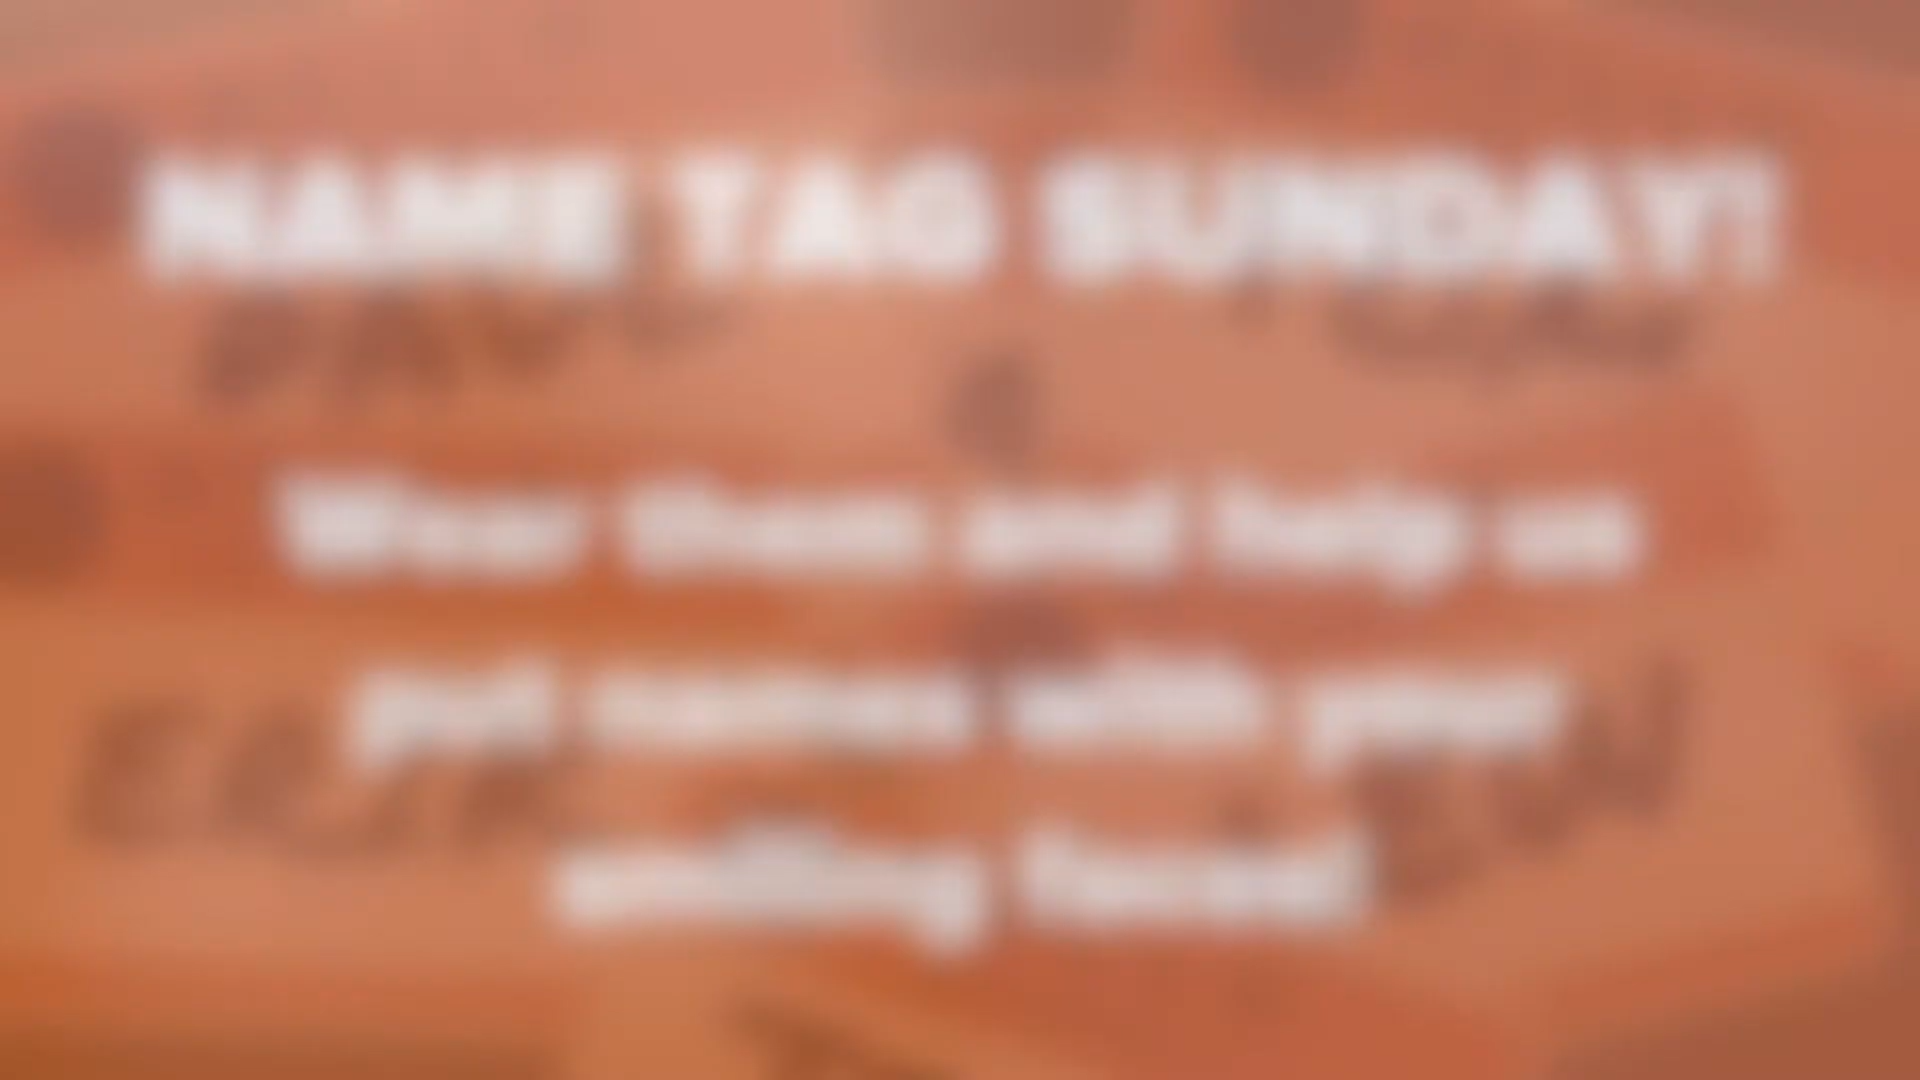 NAME TAG SUNDAY!
Wear them and help us
put names with your
smiling faces!